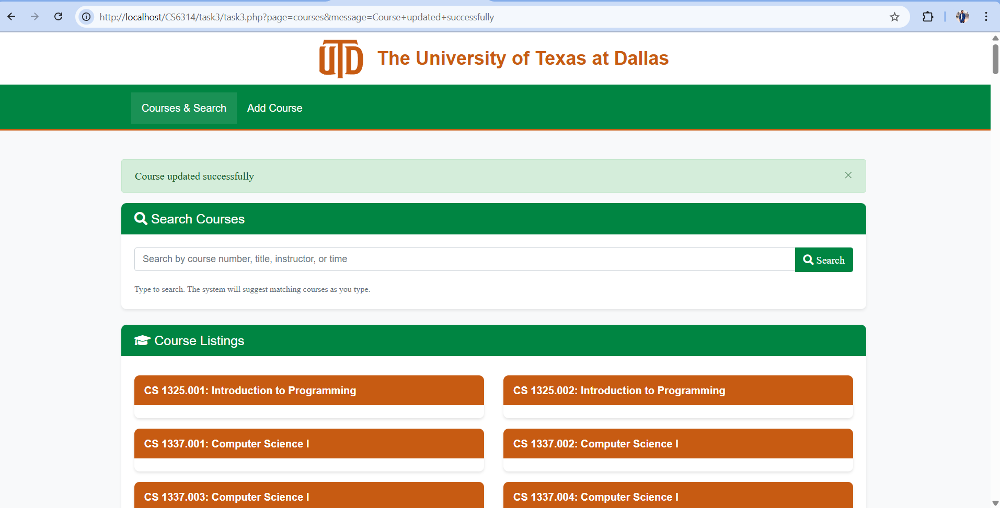 http://localhost/CS6314/task3/task3.php?page=courses&message=Course+updated+successfully
UTD The University of Texas at Dallas
Courses & Search Add Course
Course updated successfully
Search Courses
Search by course number, title, instructor, or time
Search
Type to search. The system will suggest matching courses as you type.
Course Listings
CS 1325.001: Introduction to Programming
CS 1325.002: Introduction to Programming
CS 1337.001: Computer Science I
CS 1337.002: Computer Science I
CS 1337.003: Computer Science I
CS 1337.004: Computer Science I